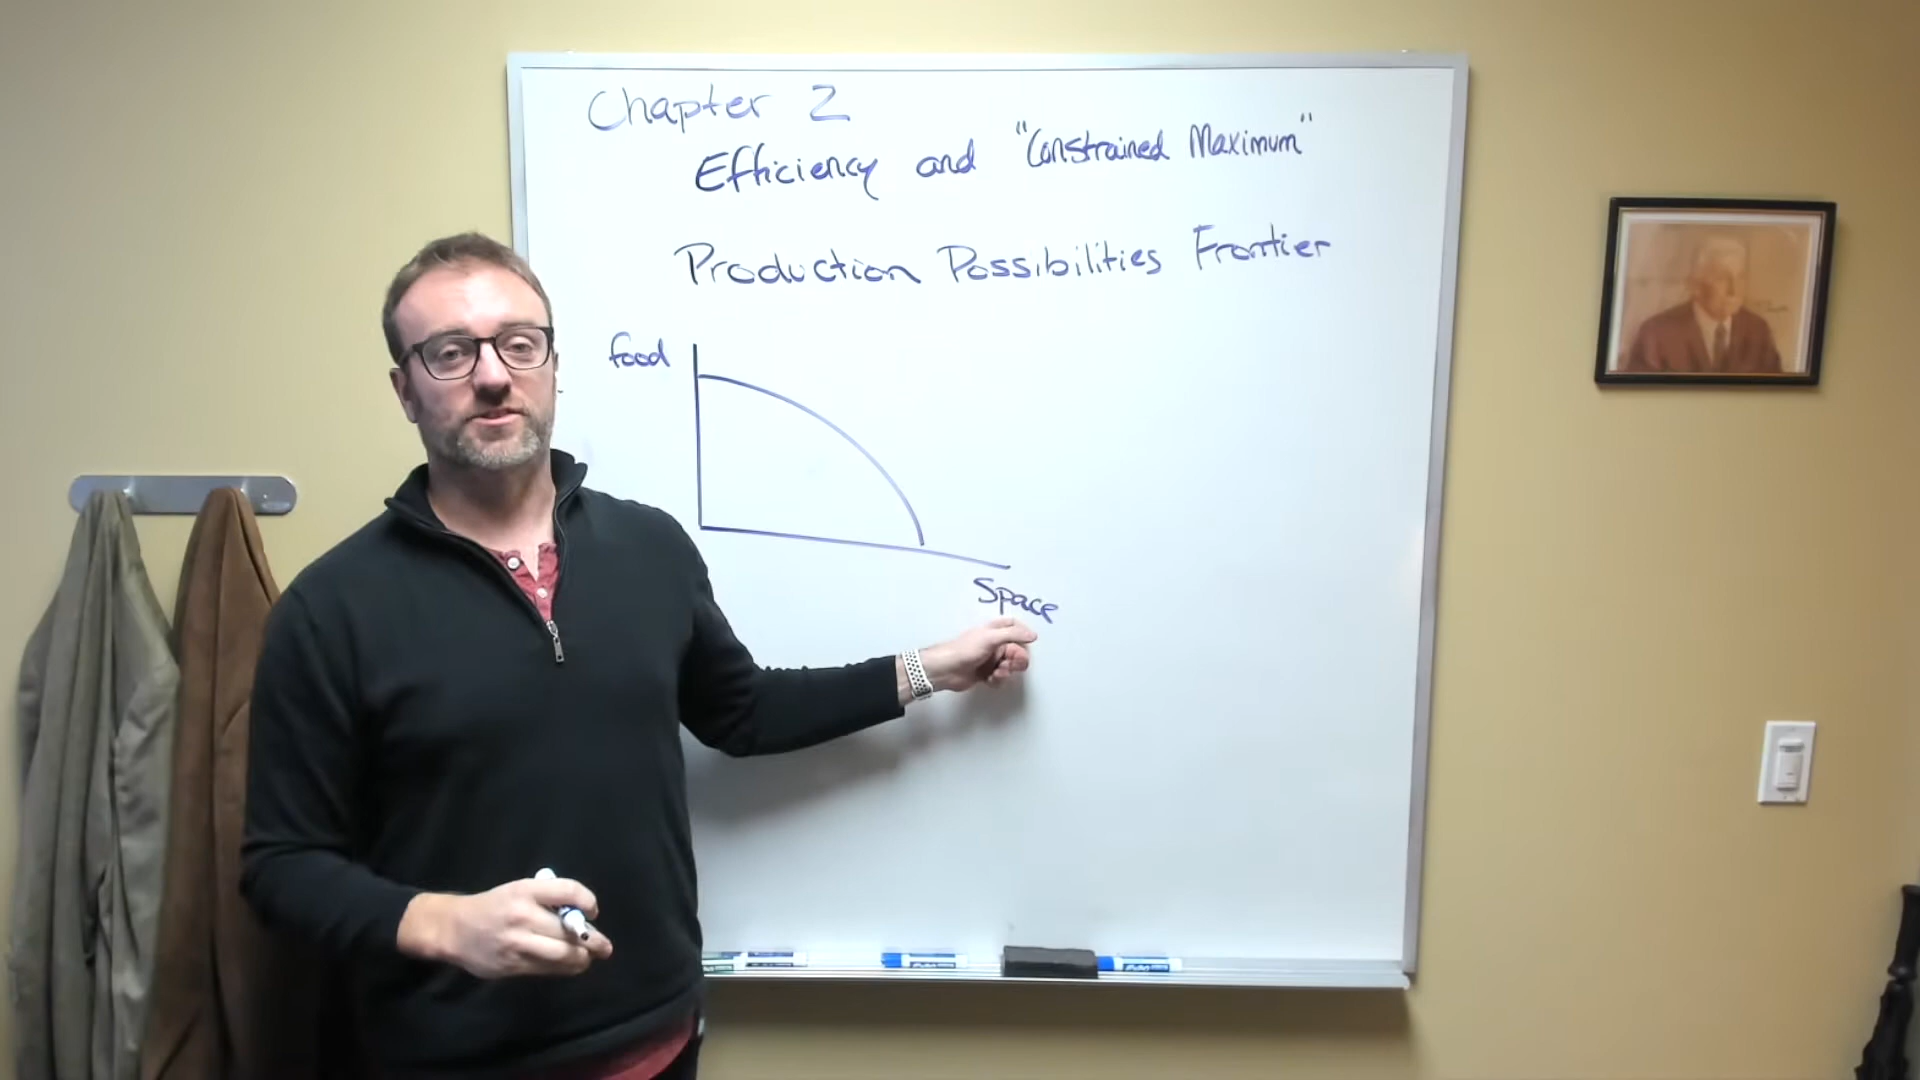 Chapter 2
Efficiency and "Constrained Maximum"
Production Possibilities Frontier
food
Space